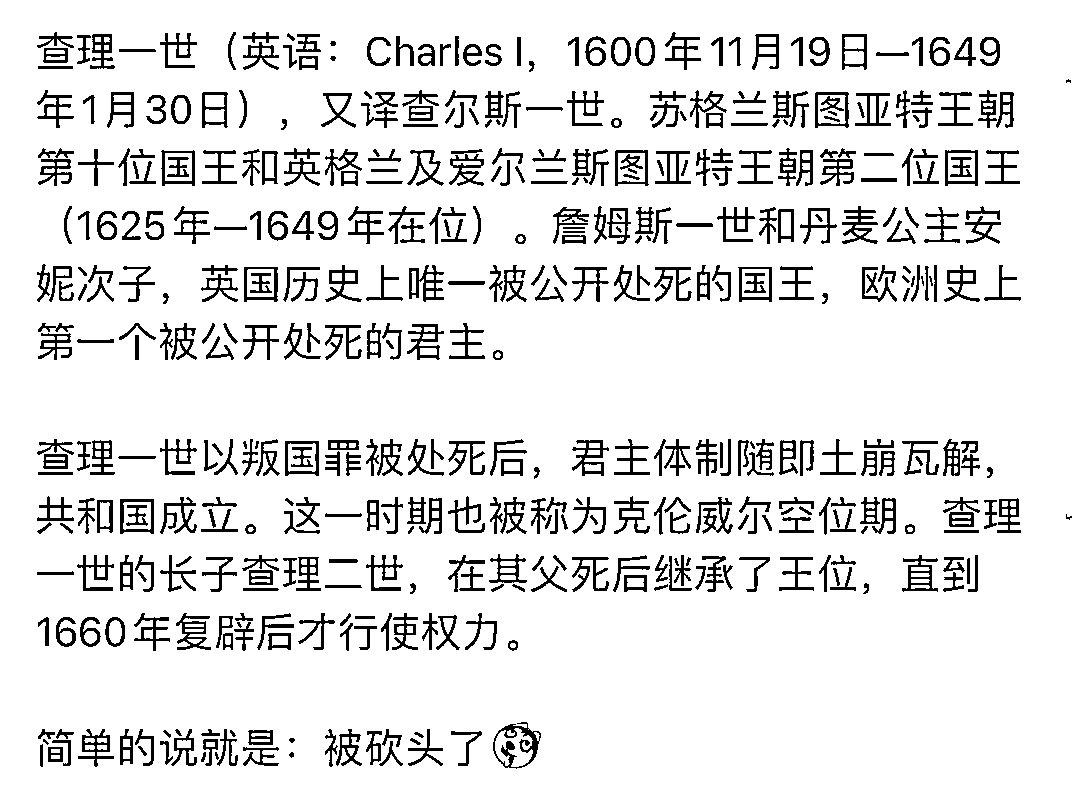 查理一世（英语：Charles I，1600年11月19日—1649
年1月30日），又译查尔斯一世。苏格兰斯图亚特王朝
第十位国王和英格兰及爱尔兰斯图亚特王朝第二位国王
（1625年—1649年在位）。詹姆斯一世和丹麦公主安
妮次子，英国历史上唯一被公开处死的国王，欧洲史上
第一个被公开处死的君主。
查理一世以叛国罪被处死后，君主体制随即土崩瓦解，
共和国成立。这一时期也被称为克伦威尔空位期。查理
一世的长子查理二世，在其父死后继承了王位，直到
1660年复辟后才行使权力。
简单的说就是：被砍头了